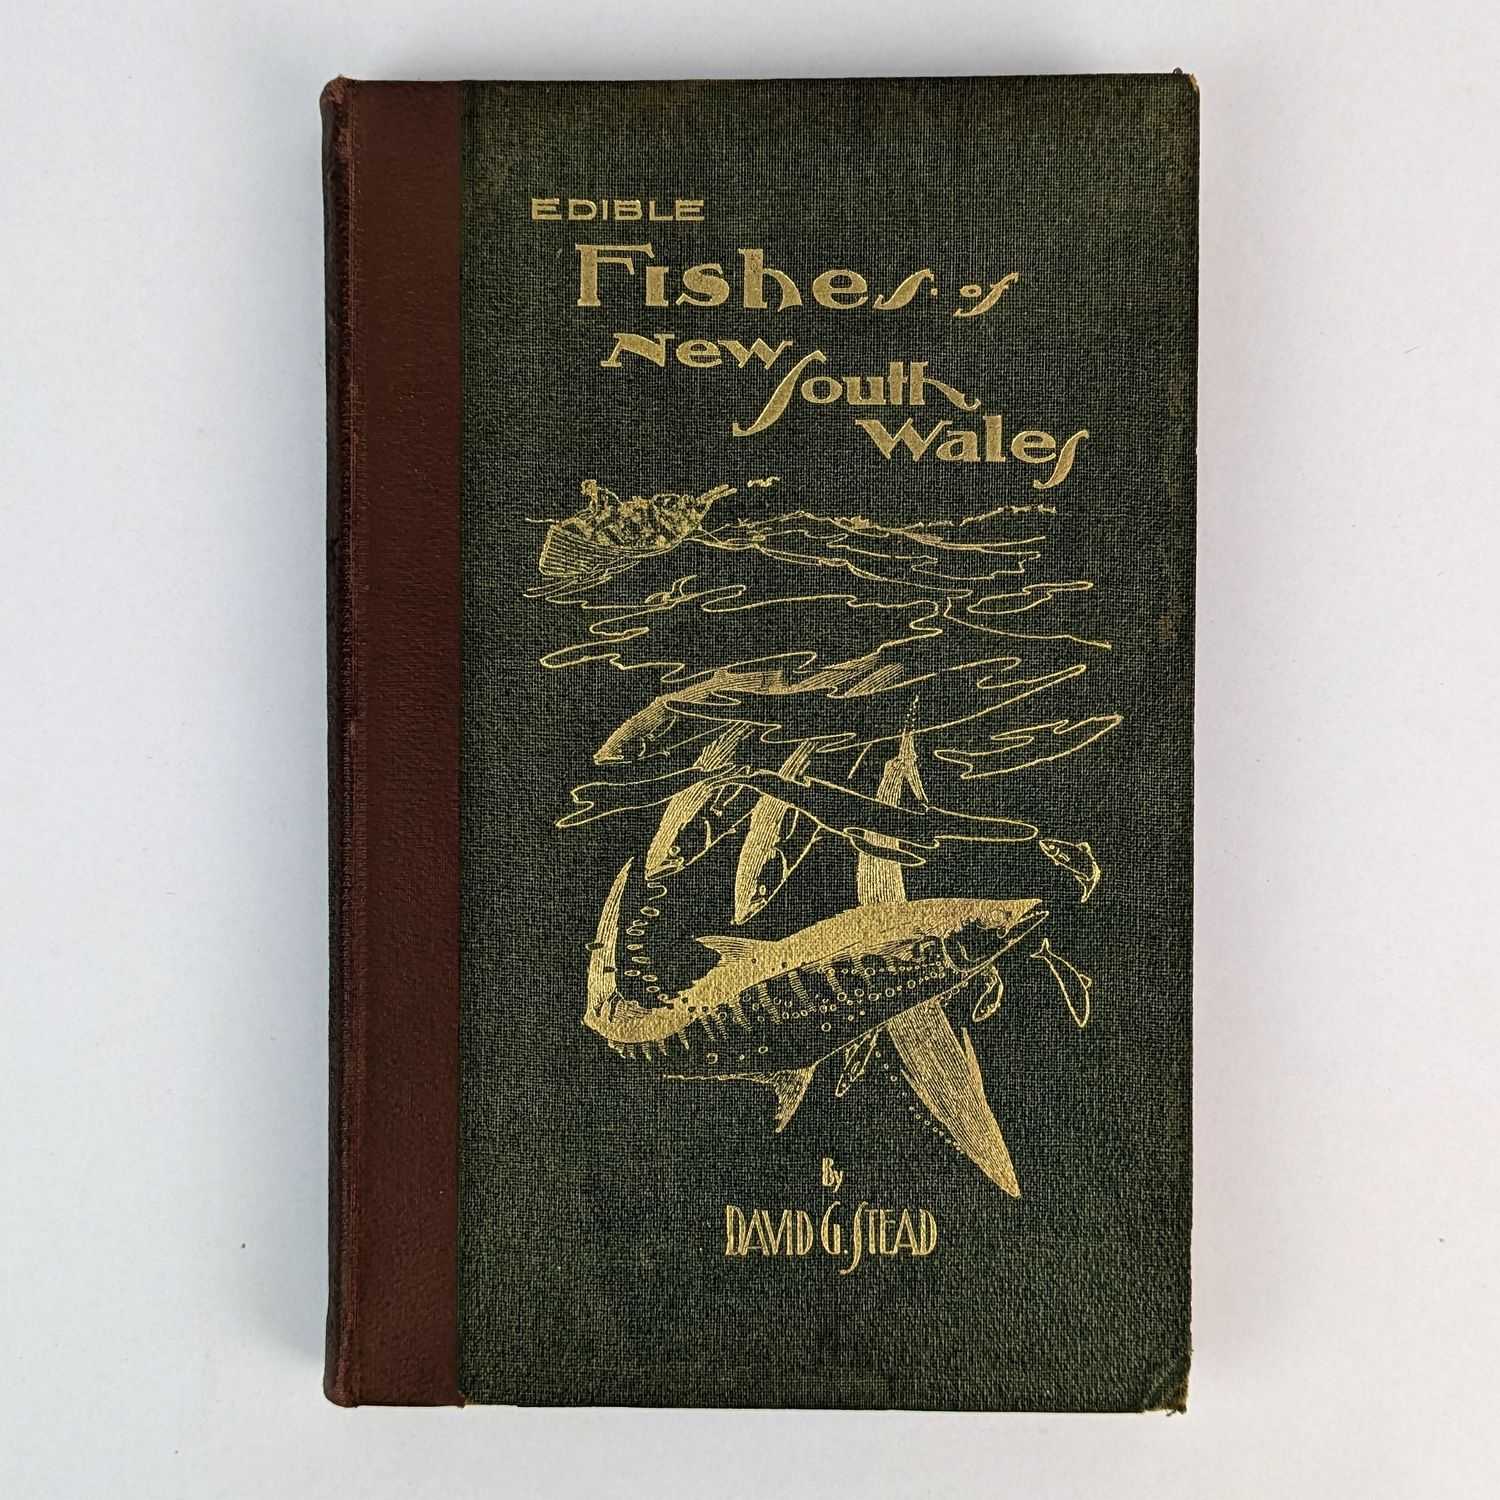 EDIBLE
Fishes of
New South
Wales
By
DAVID G. STEAD